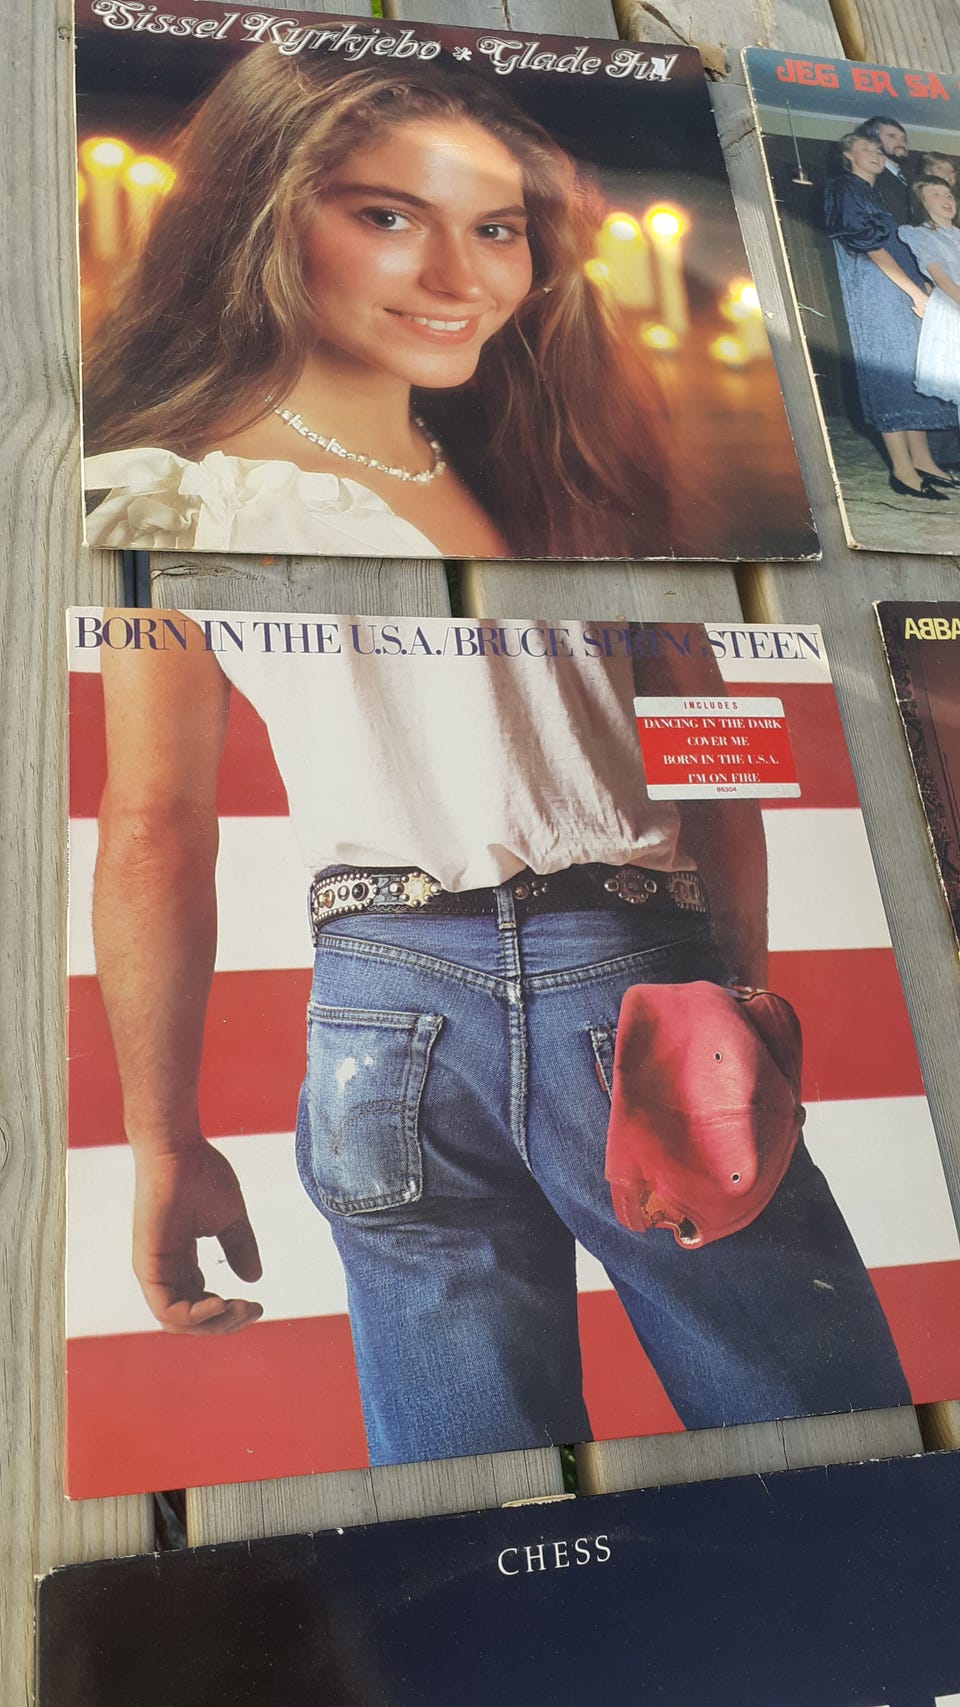 Sissel Kyrkjebø * Glade Jul
JEG ER SÅ
BORN IN THE U.S.A./BRUCE SPRINGSTEEN
INCLUDES
DANCING IN THE DARK
COVER ME
BORN IN THE U.S.A.
I'M ON FIRE
86304
ABBA
CHESS